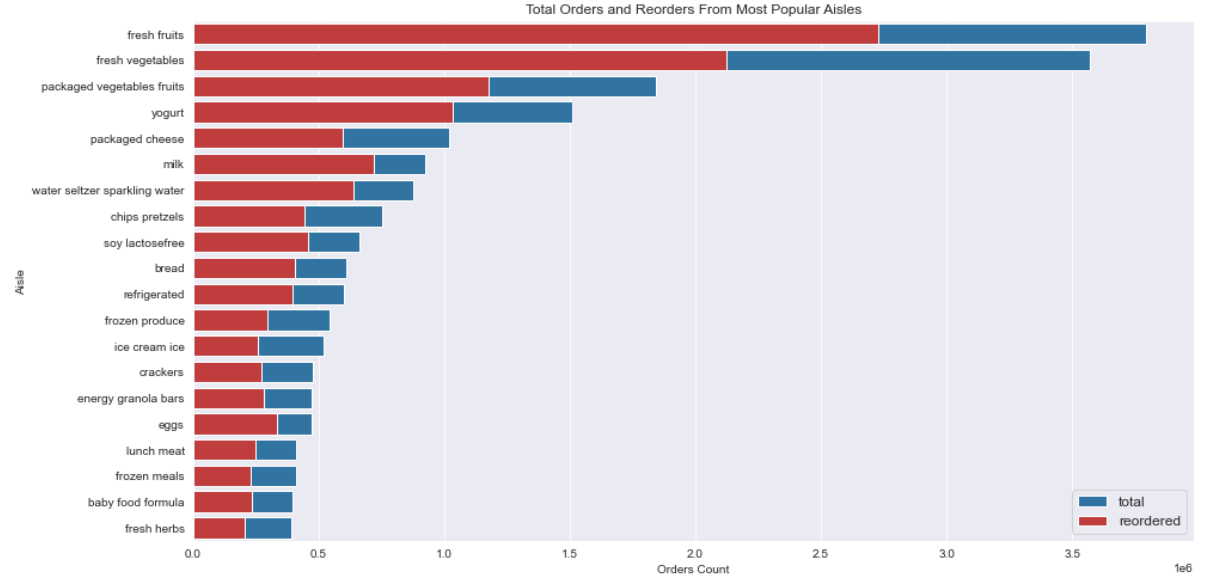 Total Orders and Reorders From Most Popular Aisles
Aisle
fresh fruits
fresh vegetables
packaged vegetables fruits
yogurt
packaged cheese
milk
water seltzer sparkling water
chips pretzels
soy lactosefree
bread
refrigerated
frozen produce
ice cream ice
crackers
energy granola bars
eggs
lunch meat
frozen meals
baby food formula
fresh herbs
total
reordered
0.0 0.5 1.0 1.5 2.0 2.5 3.0 3.5
Orders Count
1e6